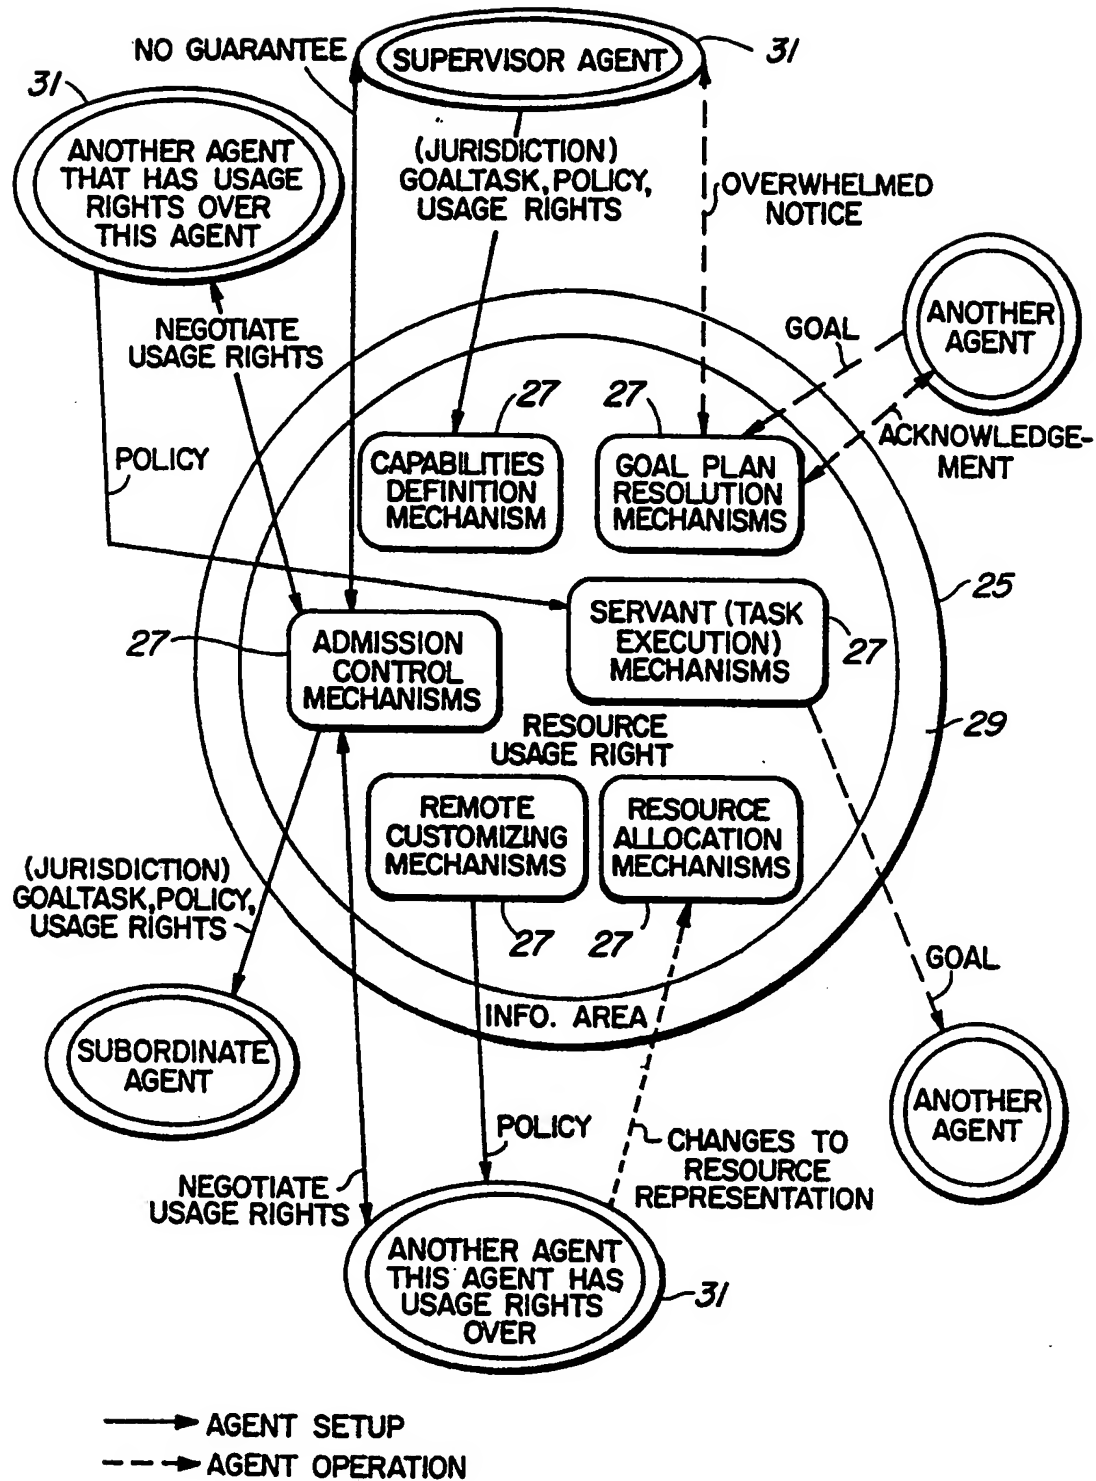 NO GUARANTEE
SUPERVISOR AGENT
31
31
ANOTHER AGENT
THAT HAS USAGE
RIGHTS OVER
THIS AGENT
(JURISDICTION)
GOALTASK, POLICY,
USAGE RIGHTS
OVERWHELMED
NOTICE
ANOTHER
AGENT
GOAL
NEGOTIATE
USAGE RIGHTS
27
27
ACKNOWLEDGE-
MENT
POLICY
CAPABILITIES
DEFINITION
MECHANISM
GOAL PLAN
RESOLUTION
MECHANISMS
25
SERVANT (TASK
EXECUTION)
MECHANISMS
27
27
ADMISSION
CONTROL
MECHANISMS
29
RESOURCE
USAGE RIGHT
REMOTE
CUSTOMIZING
MECHANISMS
RESOURCE
ALLOCATION
MECHANISMS
(JURISDICTION)
GOALTASK, POLICY,
USAGE RIGHTS
27
27
GOAL
INFO. AREA
SUBORDINATE
AGENT
ANOTHER
AGENT
POLICY
CHANGES TO
RESOURCE
REPRESENTATION
NEGOTIATE
USAGE RIGHTS
ANOTHER AGENT
THIS AGENT HAS
USAGE RIGHTS
OVER
31
AGENT SETUP
AGENT OPERATION